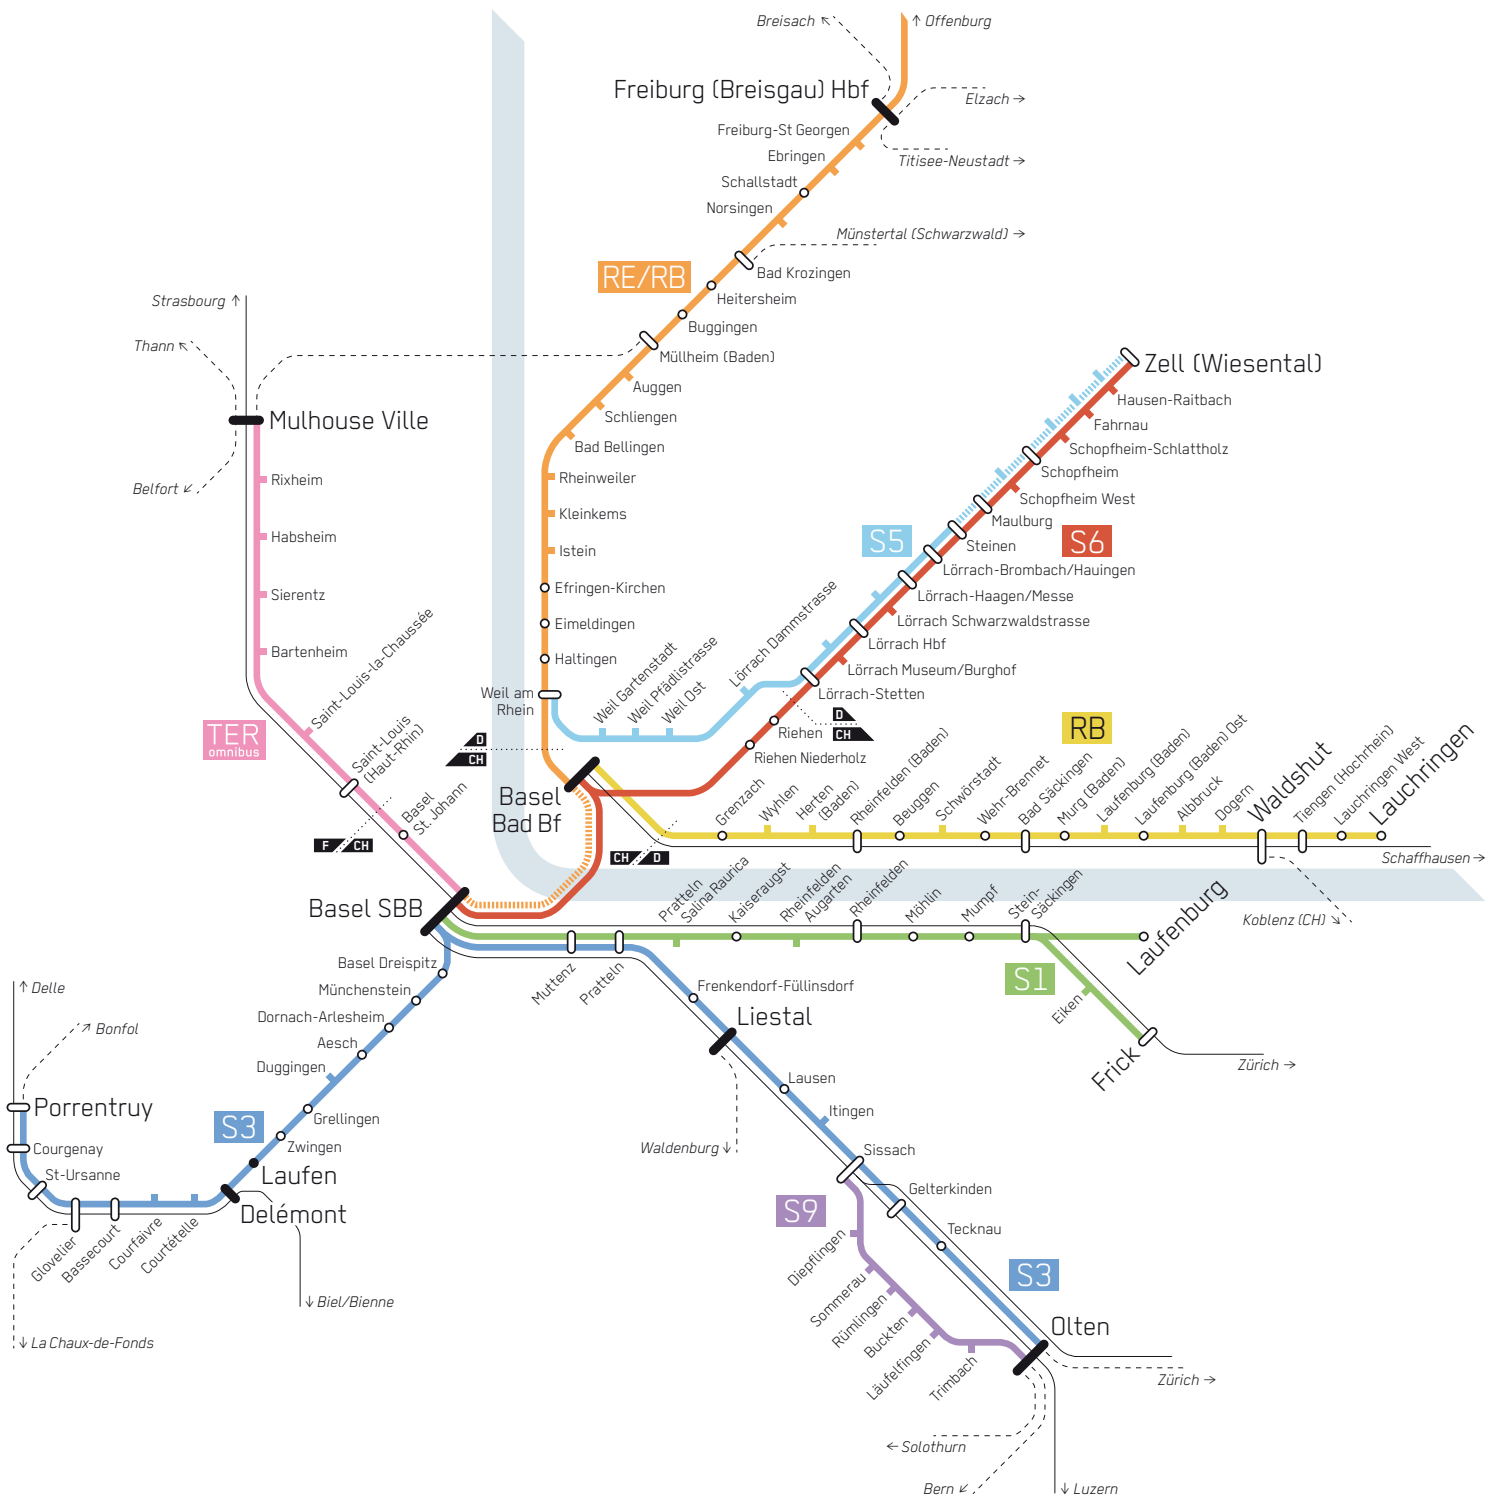 Breisach ↖
↑ Offenburg
Freiburg (Breisgau) Hbf
Elzach →
Freiburg-St Georgen
Ebringen
Titisee-Neustadt →
Schallstadt
Norsingen
Münstertal (Schwarzwald) →
RE/RB
Bad Krozingen
Heitersheim
Strasbourg ↑
Buggingen
Thann ↖
Müllheim (Baden)
Zell (Wiesental)
Auggen
Hausen-Raitbach
Schliengen
Mulhouse Ville
Fahrnau
Bad Bellingen
Schopfheim-Schlattholz
Rixheim
Rheinweiler
Schopfheim
Belfort ↙
Schopfheim West
Kleinkems
Maulburg
Habsheim
S5
S6
Istein
Steinen
Lörrach-Brombach/Hauingen
Efringen-Kirchen
Sierentz
Lörrach-Haagen/Messe
Eimeldingen
Lörrach Schwarzwaldstrasse
Lörrach Dammstrasse
Lörrach Hbf
Bartenheim
Haltingen
Lörrach Museum/Burghof
Saint-Louis-la-Chaussée
Weil am
Rhein
Weil Gartenstadt
Weil Pfädlistrasse
Weil Ost
Lörrach-Stetten
TER
omnibus
Saint-Louis
(Haut-Rhin)
D
CH
Riehen
D
CH
Riehen Niederholz
RB
Basel
Bad Bf
Basel
St. Johann
F
CH
CH
D
Grenzach
Wyhlen
Herten
(Baden)
Rheinfelden (Baden)
Beuggen
Schwörstadt
Wehr-Brennet
Bad Säckingen
Murg (Baden)
Laufenburg (Baden)
Laufenburg (Baden) Ost
Albbruck
Dogern
Waldshut
Tiengen (Hochrhein)
Lauchringen West
Lauchringen
Schaffhausen →
Koblenz (CH) ↘
Basel SBB
Pratteln
Salina Raurica
Kaiseraugst
Rheinfelden
Augarten
Rheinfelden
Möhlin
Mumpf
Stein-
Säckingen
Laufenburg
S1
Eiken
Frick
Zürich →
Muttenz
Pratteln
Basel Dreispitz
Münchenstein
Dornach-Arlesheim
Aesch
Duggingen
Grellingen
Zwingen
S3
Laufen
Delémont
↑ Delle
↗ Bonfol
Porrentruy
Courgenay
St-Ursanne
Glovelier
Bassecourt
Courfaivre
Courtételle
↓ Biel/Bienne
↓ La Chaux-de-Fonds
Frenkendorf-Füllinsdorf
Liestal
Lausen
Itingen
Waldenburg ↓
Sissach
Gelterkinden
S9
Tecknau
Diepflingen
Sommerau
Rümlingen
Buckten
Läufelfingen
Trimbach
S3
Olten
Zürich →
← Solothurn
Bern ↙
↓ Luzern